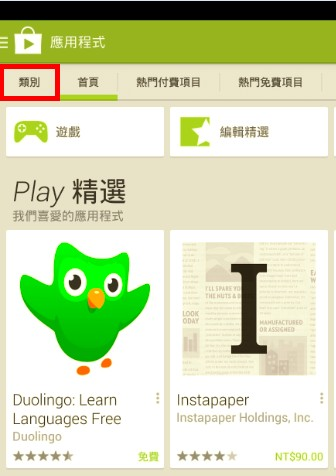 應用程式
類別 首頁 熱門付費項目 熱門免費項目
遊戲 編輯精選
Play 精選
我們喜愛的應用程式
I
Duolingo: Learn Languages Free
Duolingo
免費
Instapaper
Instapaper Holdings, Inc.
NT$90.00